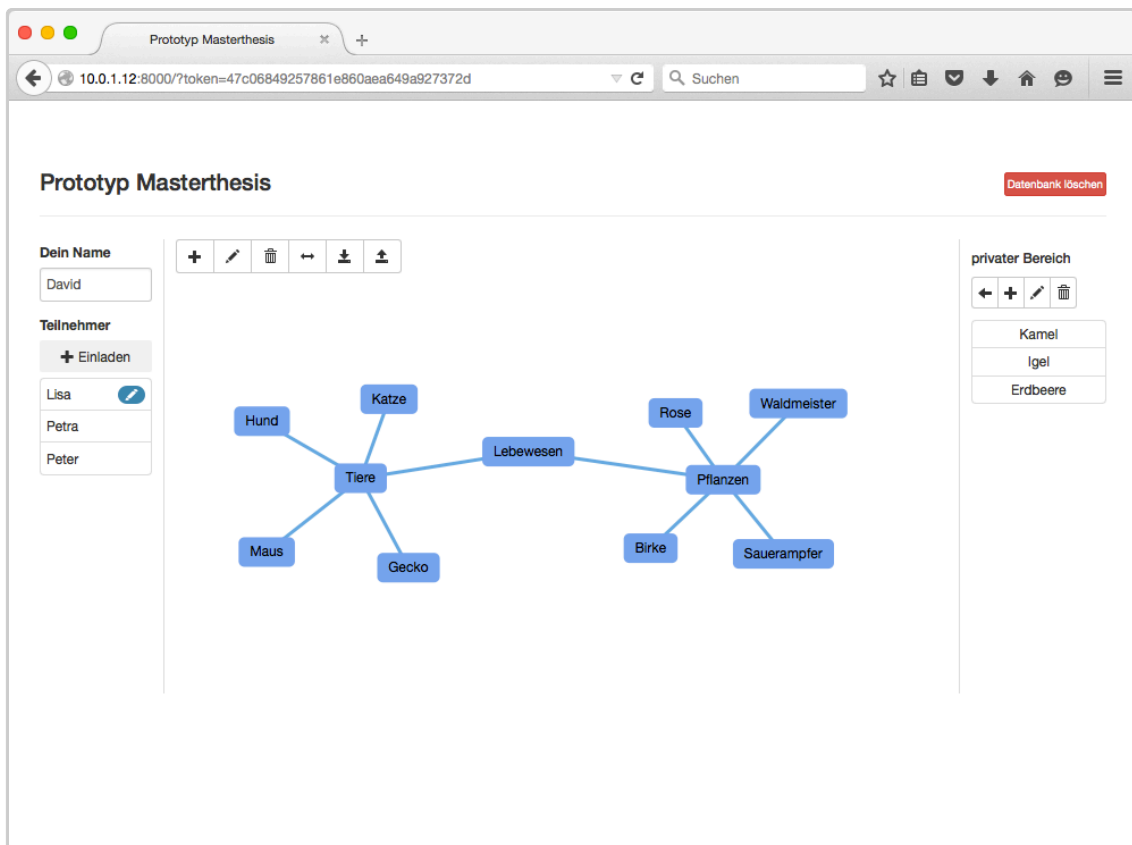 Prototyp Masterthesis
10.0.1.12:8000/?token=47c06849257861e860aea649a927372d
Suchen
Prototyp Masterthesis
Datenbank löschen
Dein Name
David
Teilnehmer
Einladen
Lisa
Petra
Peter
Hund
Katze
Tiere
Maus
Gecko
Lebewesen
Rose
Waldmeister
Pflanzen
Birke
Sauerampfer
privater Bereich
Kamel
Igel
Erdbeere